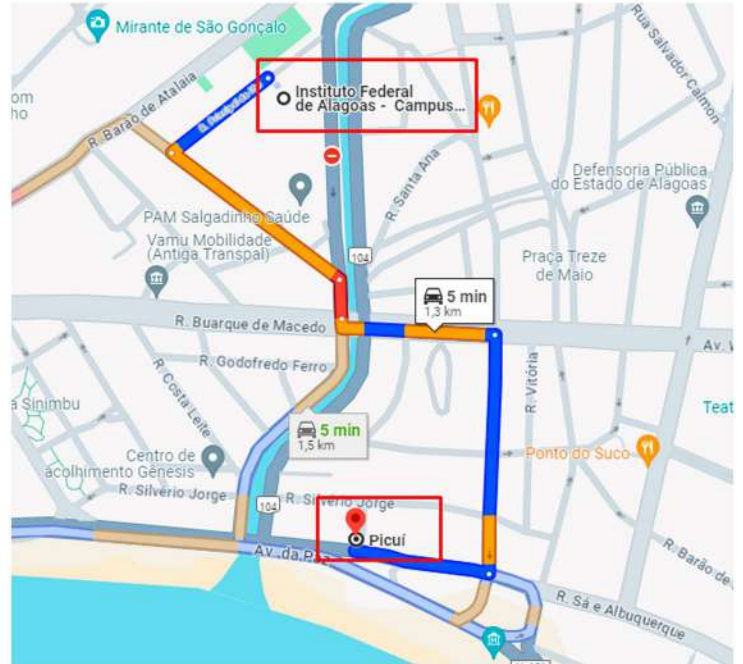 Mirante de São Gonçalo
R. Barão de Atalaia
Instituto Federal
de Alagoas - Campus...
Rua Salvador Calmon
R. Santa Ana
Defensoria Pública
do Estado de Alagoas
PAM Salgadinho Saúde
Vamu Mobilidade
(Antiga Transpal)
104
Praça Treze
de Maio
5 min
1,3 km
R. Buarque de Macedo
Av. V
R. Godofredo Ferro
R. Vitória
R. Costa Leite
a Sinimbu
Teat
5 min
1,5 km
Centro de
acolhimento Gênesis
Ponto do Suco
R. Silvério Jorge
104
R. Silvério Jorge
Picuí
Av. da Paz
R. Barão de
R. Sá e Albuquerque